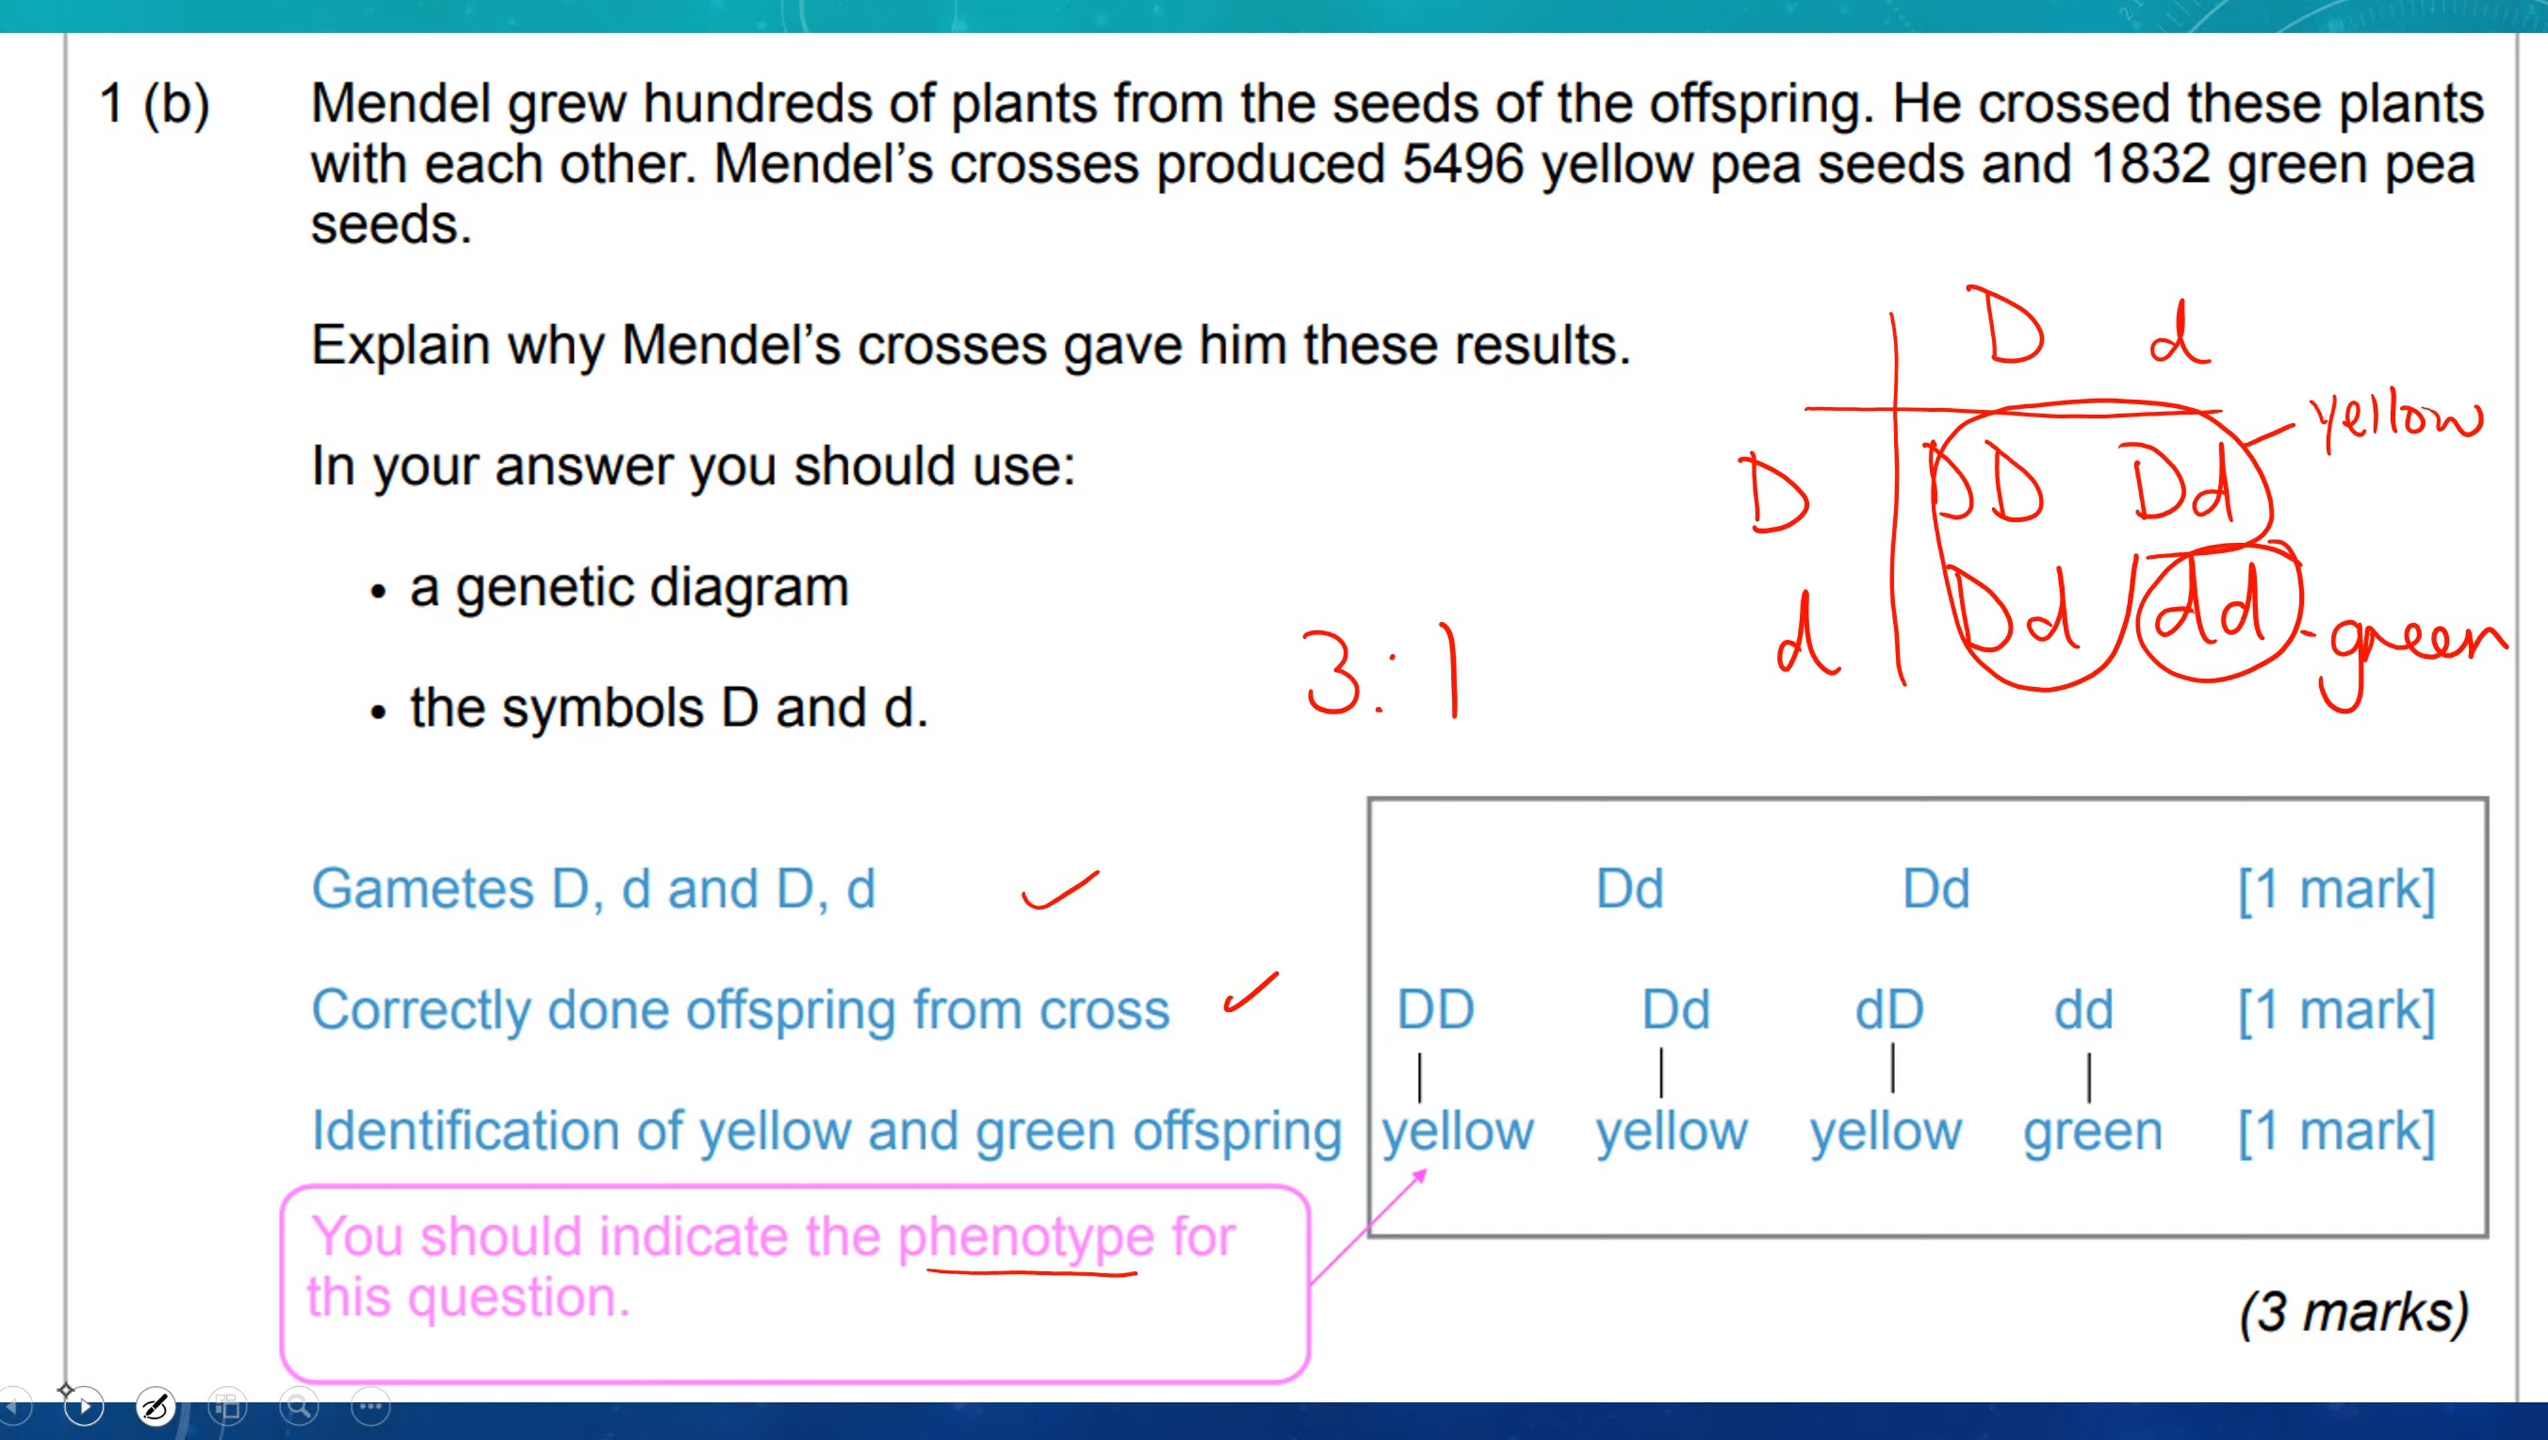 1 (b) Mendel grew hundreds of plants from the seeds of the offspring. He crossed these plants
with each other. Mendel's crosses produced 5496 yellow pea seeds and 1832 green pea
seeds.
Explain why Mendel's crosses gave him these results.
In your answer you should use:
• a genetic diagram
• the symbols D and d.
3:1
D d
D DD Dd yellow
d Dd dd green
Gametes D, d and D, d Dd Dd [1 mark]
Correctly done offspring from cross DD Dd dD dd [1 mark]
Identification of yellow and green offspring yellow yellow yellow green [1 mark]
You should indicate the phenotype for
this question.
(3 marks)